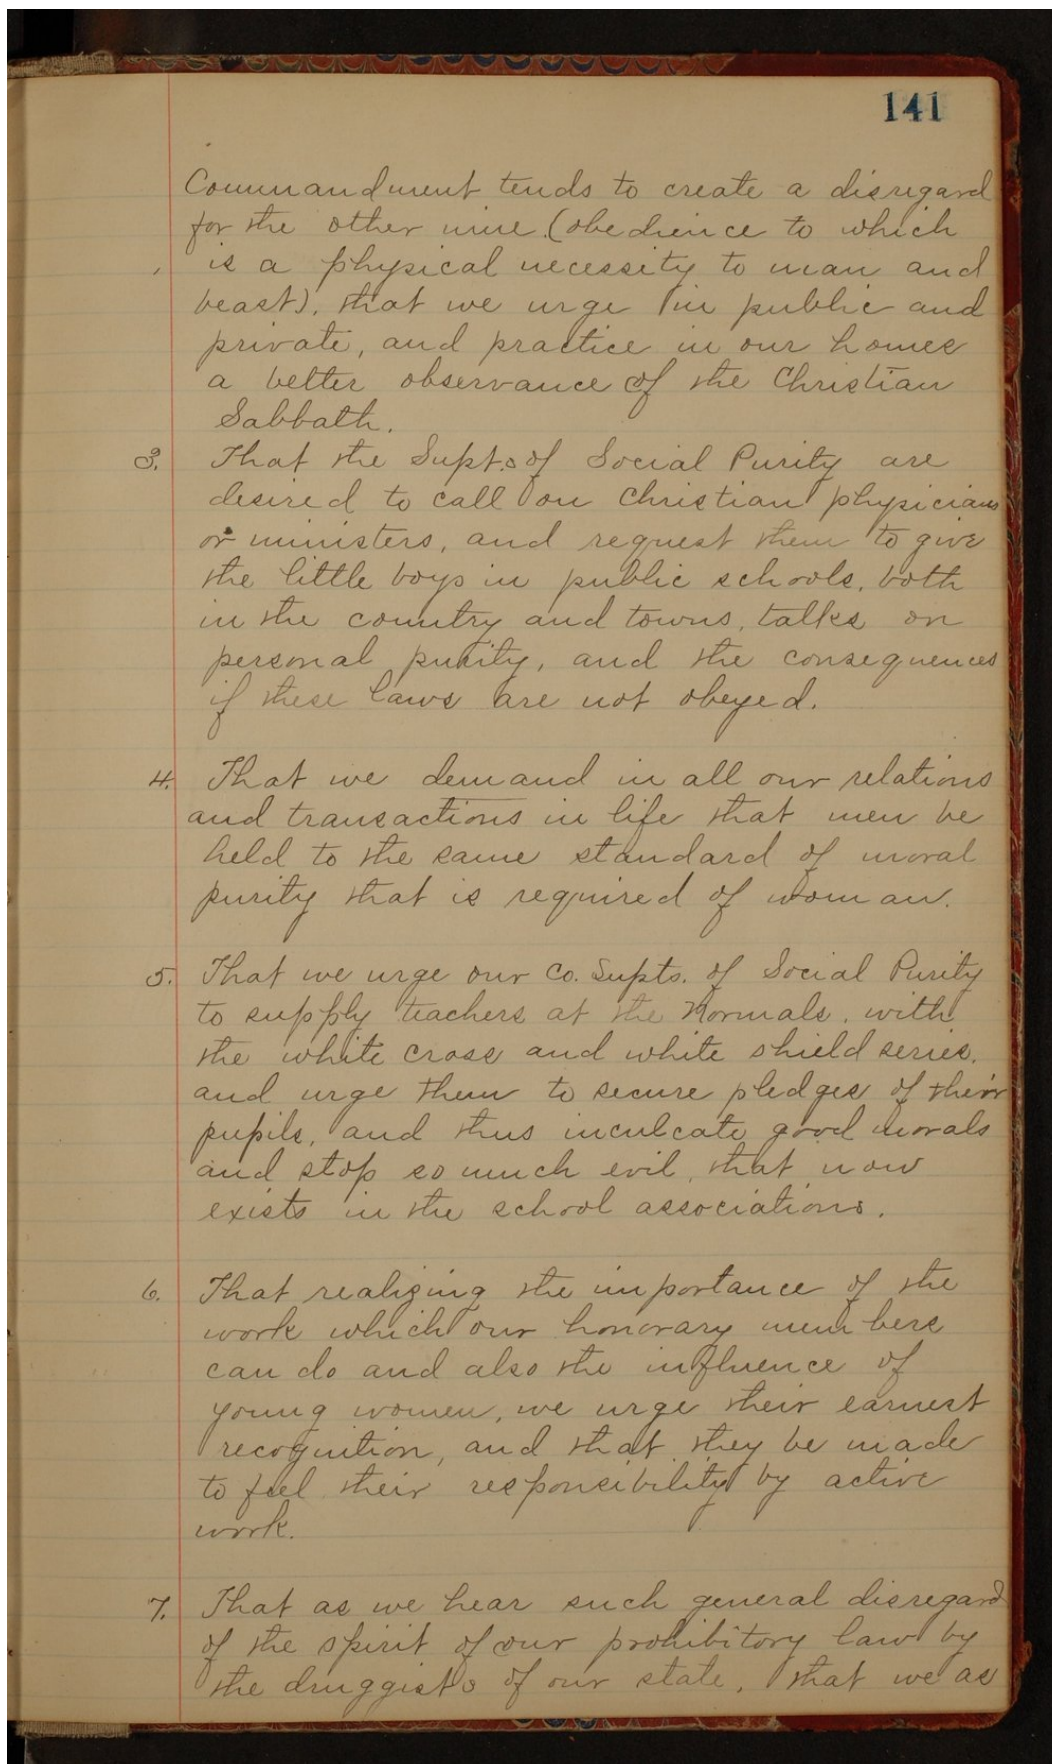 141
Commandment tends to create a disregard
for the other nine. (obedience to which
is a physical necessity to man and
beast), that we urge in public and
private, and practice in our homes
a better observance of the Christian
Sabbath.
3. That the Supts of Social Purity are
desired to call on Christian physicians
or ministers, and request them to give
the little boys in public schools, both
in the country and towns, talks on
personal purity, and the consequences
if these laws are not obeyed.
4. That we demand in all our relations
and transactions in life that men be
held to the same standard of moral
purity that is required of woman.
5. That we urge our Co. Supts. of Social Purity
to supply teachers at the Normals, with
the white cross and white shield series,
and urge them to secure pledges of their
pupils, and thus inculcate good morals
and stop so much evil, that now
exists in the school associations.
6. That realizing the importance of the
work which our honorary members
can do and also the influence of
young women, we urge their earnest
recognition, and that they be made
to feel their responsibility by active
work.
7. That as we hear such general disregard
of the spirit of our prohibitory law by
the druggists of our state, that we as